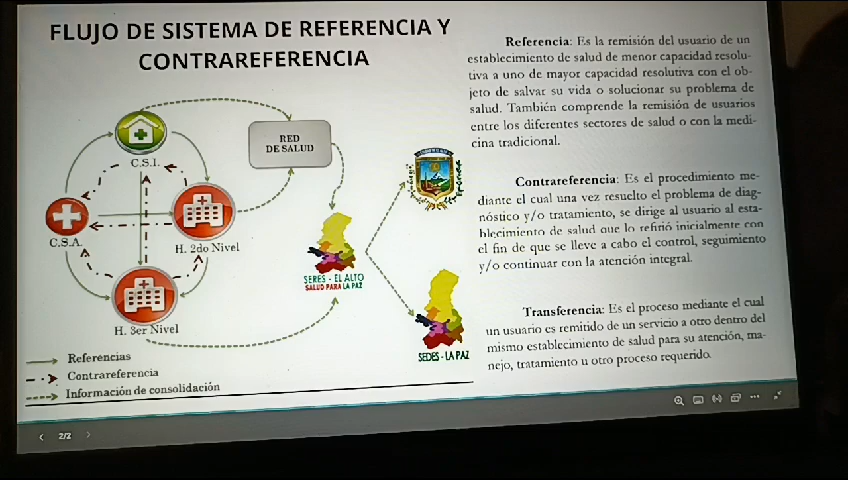 FLUJO DE SISTEMA DE REFERENCIA Y
CONTRAREFERENCIA
C.S.I.
RED
DE SALUD
C.S.A.
H. 2do Nivel
H. 3er Nivel
SERES - EL ALTO
SALUD PARA LA PAZ
SEDES - LA PAZ
Referencias
Contrareferencia
Información de consolidación
Referencia: Es la remisión del usuario de un
establecimiento de salud de menor capacidad resolu-
tiva a uno de mayor capacidad resolutiva con el ob-
jeto de salvar su vida o solucionar su problema de
salud. También comprende la remisión de usuarios
entre los diferentes sectores de salud o con la medi-
cina tradicional.
Contrareferencia: Es el procedimiento me-
diante el cual una vez resuelto el problema de diag-
nóstico y/o tratamiento, se dirige al usuario al esta-
blecimiento de salud que lo refirió inicialmente con
el fin de que se lleve a cabo el control, seguimiento
y/o continuar con la atención integral.
Transferencia: Es el proceso mediante el cual
un usuario es remitido de un servicio a otro dentro del
mismo establecimiento de salud para su atención, ma-
nejo, tratamiento u otro proceso requerido.
2/2